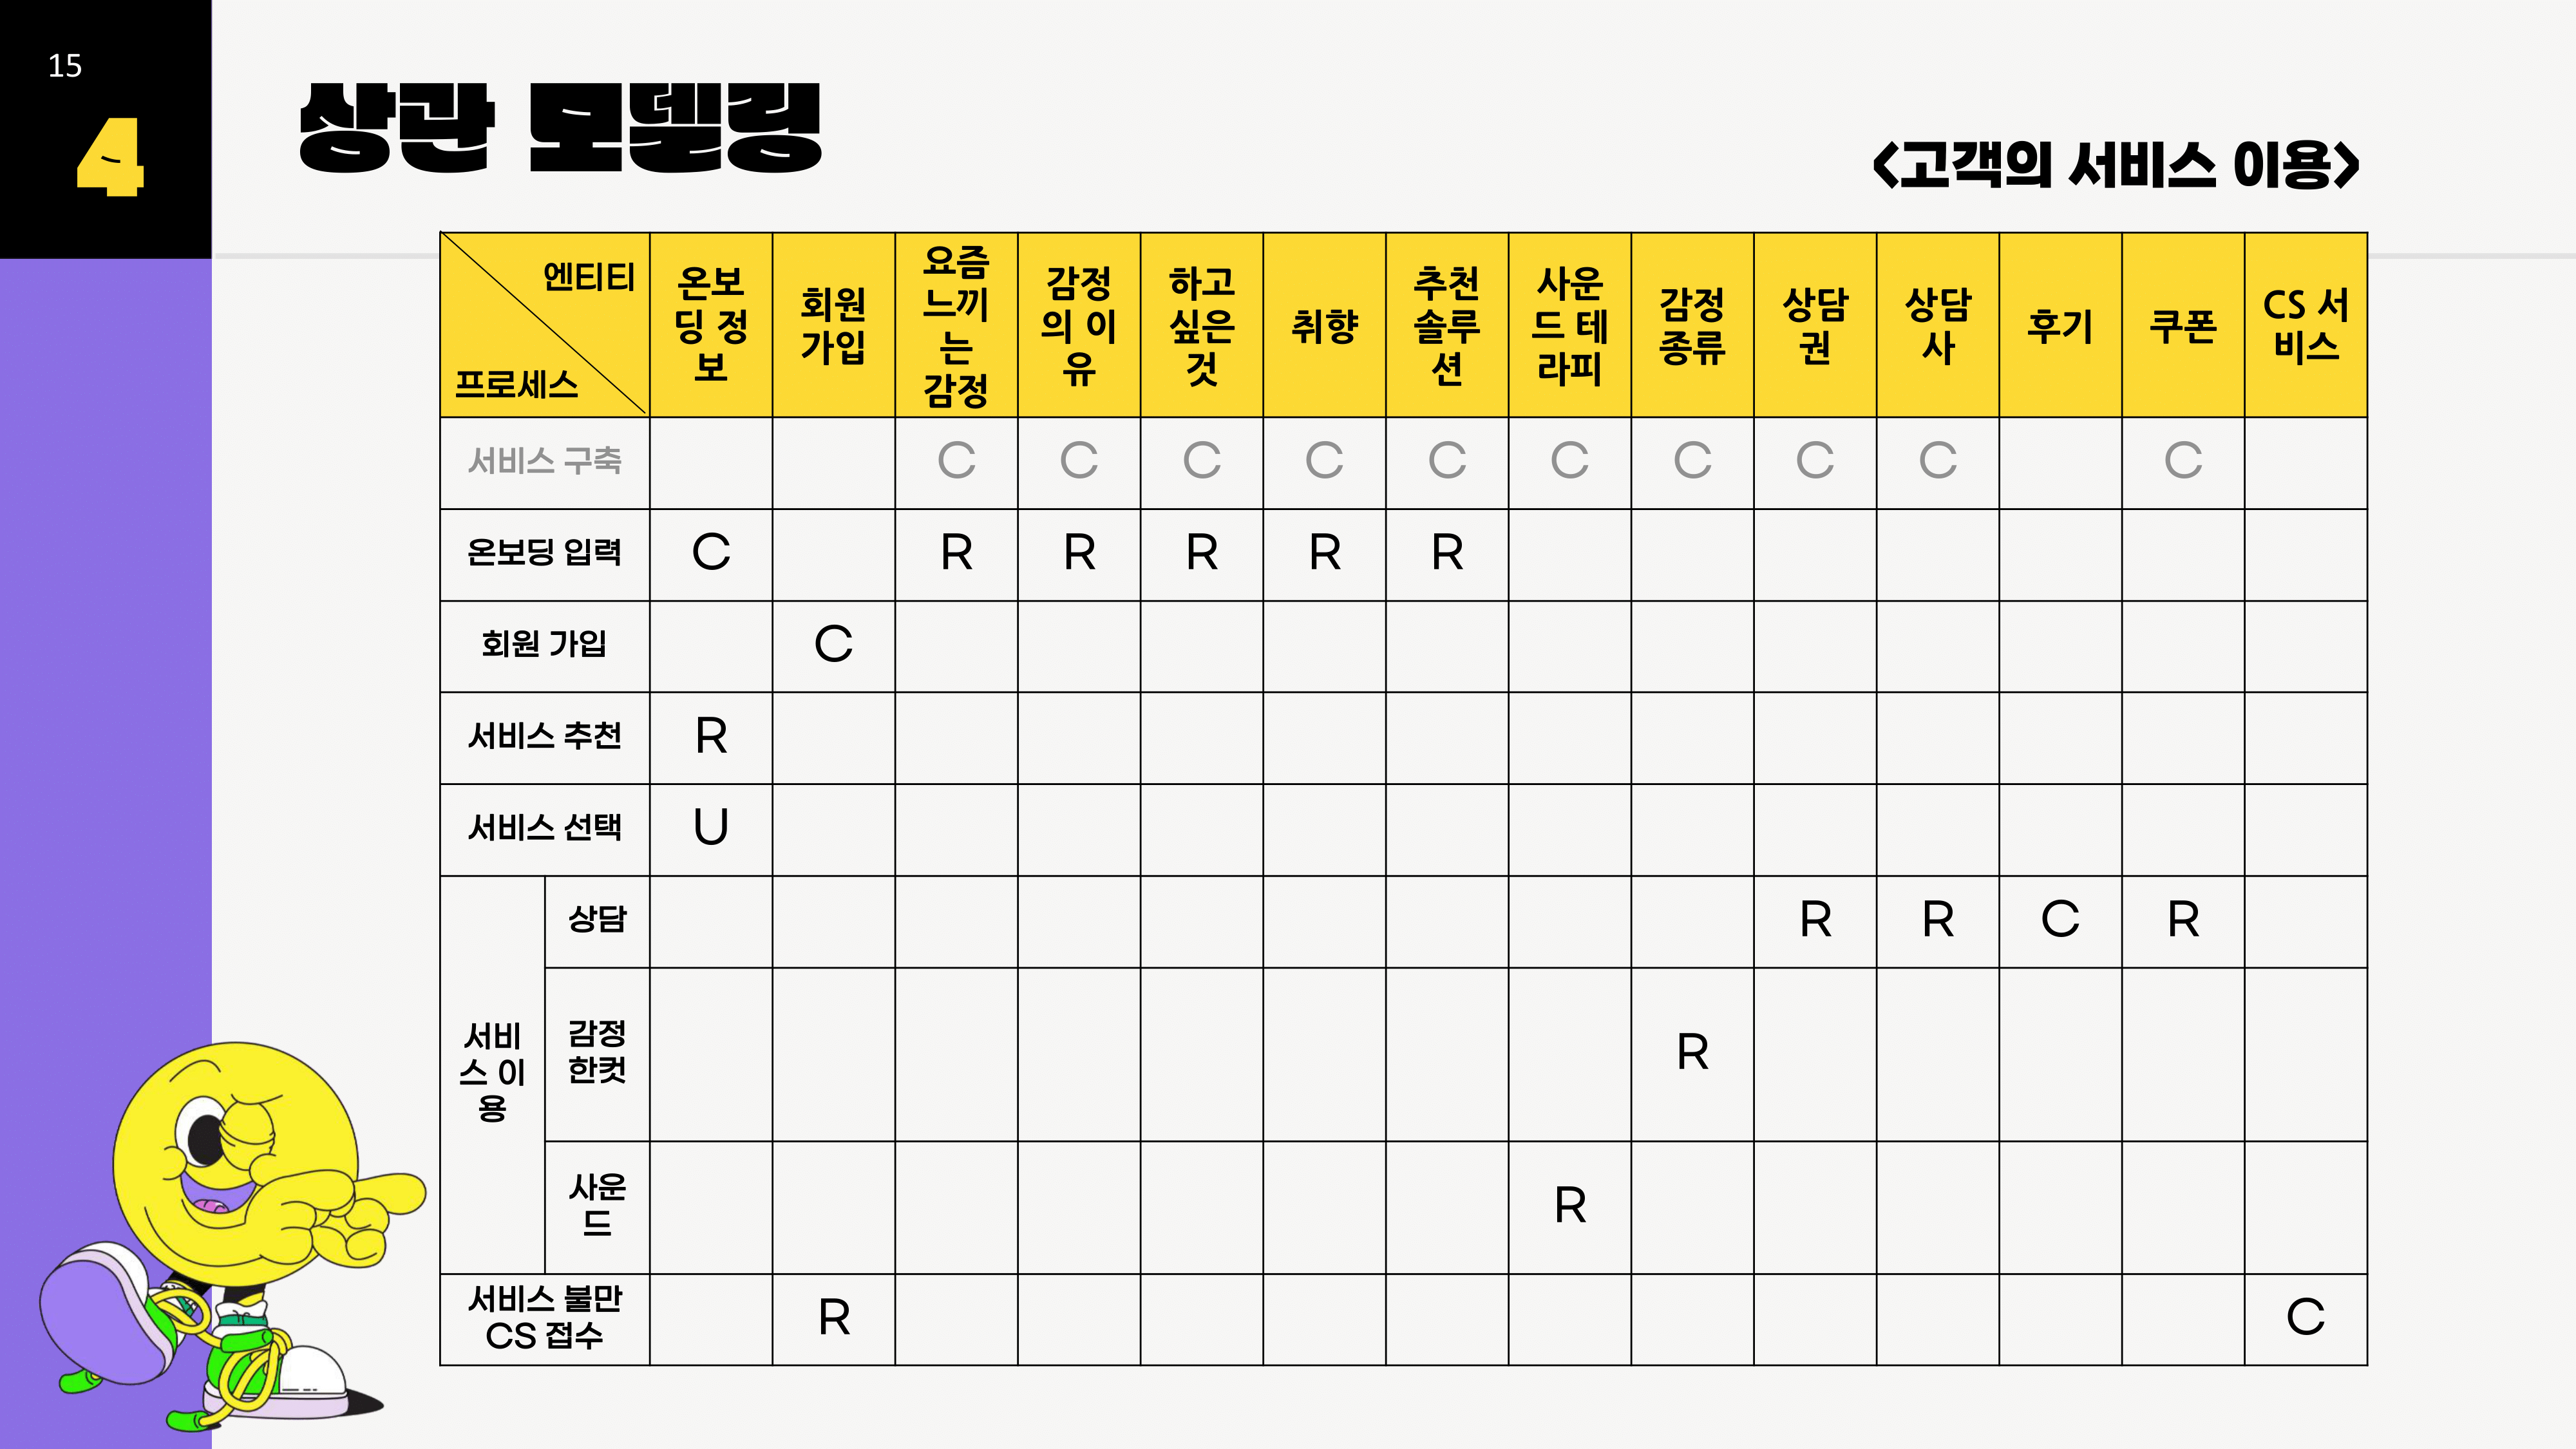 15
4
상관 모델링
<고객의 서비스 이용>
엔티티
프로세스
온보
딩 정
보
회원
가입
요즘
느끼
는
감정
감정
의 이
유
하고
싶은
것
취향
추천
솔루
션
사운
드 테
라피
감정
종류
상담
권
상담
사
후기
쿠폰
CS 서
비스
서비스 구축 C C C C C C C C C C
온보딩 입력 C R R R R R
회원 가입 C
서비스 추천 R
서비스 선택 U
서비
스 이
용
상담 R R C R
감정
한컷
R
사운
드
R
서비스 불만
CS 접수
R C